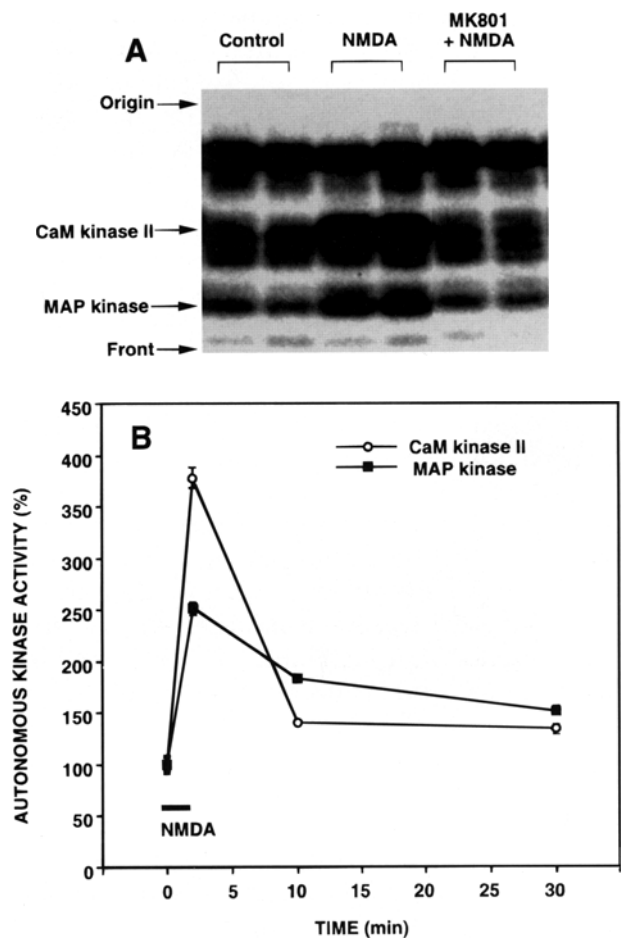 A
Control
NMDA
MK801
+ NMDA
Origin
CaM kinase II
MAP kinase
Front
B
CaM kinase II
MAP kinase
AUTONOMOUS KINASE ACTIVITY (%)
450
400
350
300
250
200
150
100
50
0
NMDA
0 5 10 15 20 25 30
TIME (min)